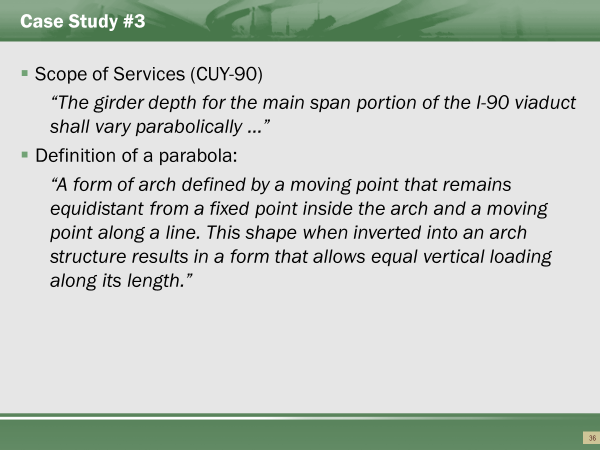 Case Study #3
▪ Scope of Services (CUY-90)
“The girder depth for the main span portion of the I-90 viaduct
shall vary parabolically …”
▪ Definition of a parabola:
“A form of arch defined by a moving point that remains
equidistant from a fixed point inside the arch and a moving
point along a line. This shape when inverted into an arch
structure results in a form that allows equal vertical loading
along its length.”
36